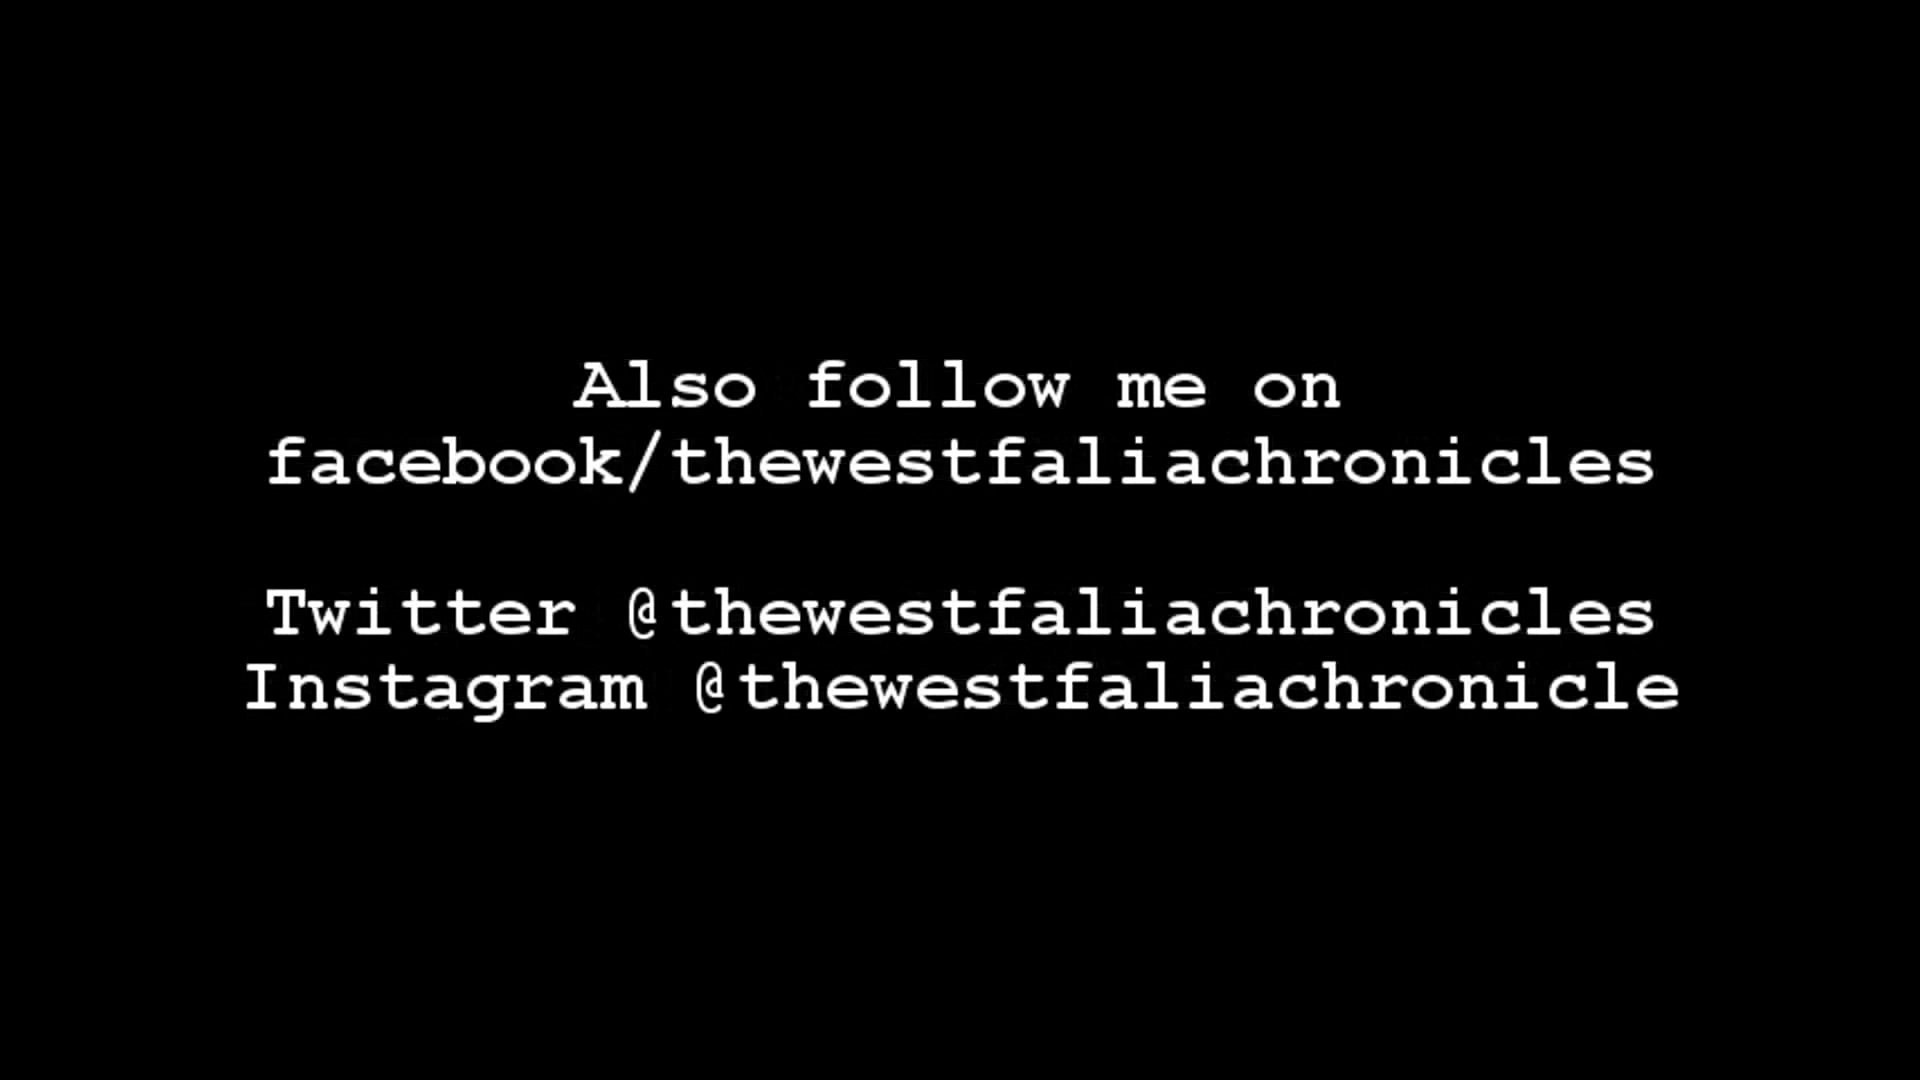 Also follow me on
facebook/thewestfaliachronicles
Twitter @thewestfaliachronicles
Instagram @thewestfaliachronicle